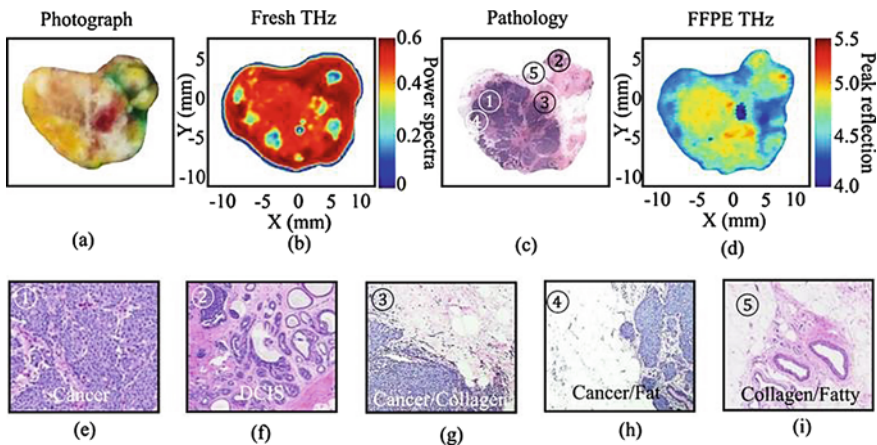 Photograph
Fresh THz
Pathology
FFPE THz
5
0
-5
-10
-Y (mm)
-10 -5 0 5 10
X (mm)
0.6
0.4
0.2
0
Power spectra
① ② ③ ④ ⑤
5
0
-5
-10
-Y (mm)
-10 -5 0 5 10
X (mm)
5.5
5.0
4.5
4.0
Peak reflection
(a)
(b)
(c)
(d)
① Cancer
② DCIS
③ Cancer/Collagen
④ Cancer/Fat
⑤ Collagen/Fatty
(e)
(f)
(g)
(h)
(i)